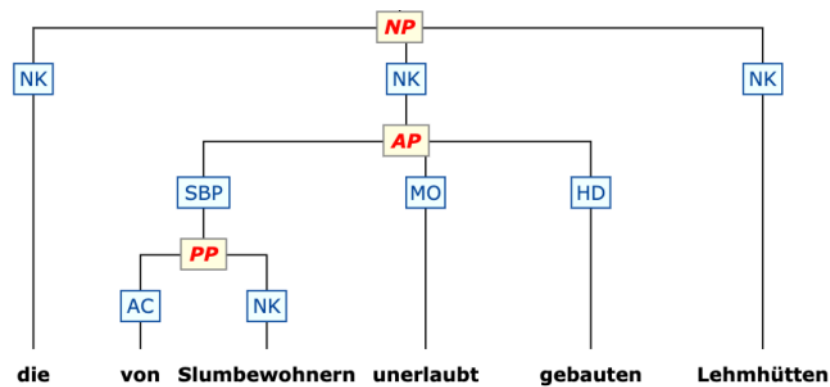 NP
NK NK NK
AP
SBP MO HD
PP
AC NK
die von Slumbewohnern unerlaubt gebauten Lehmhütten